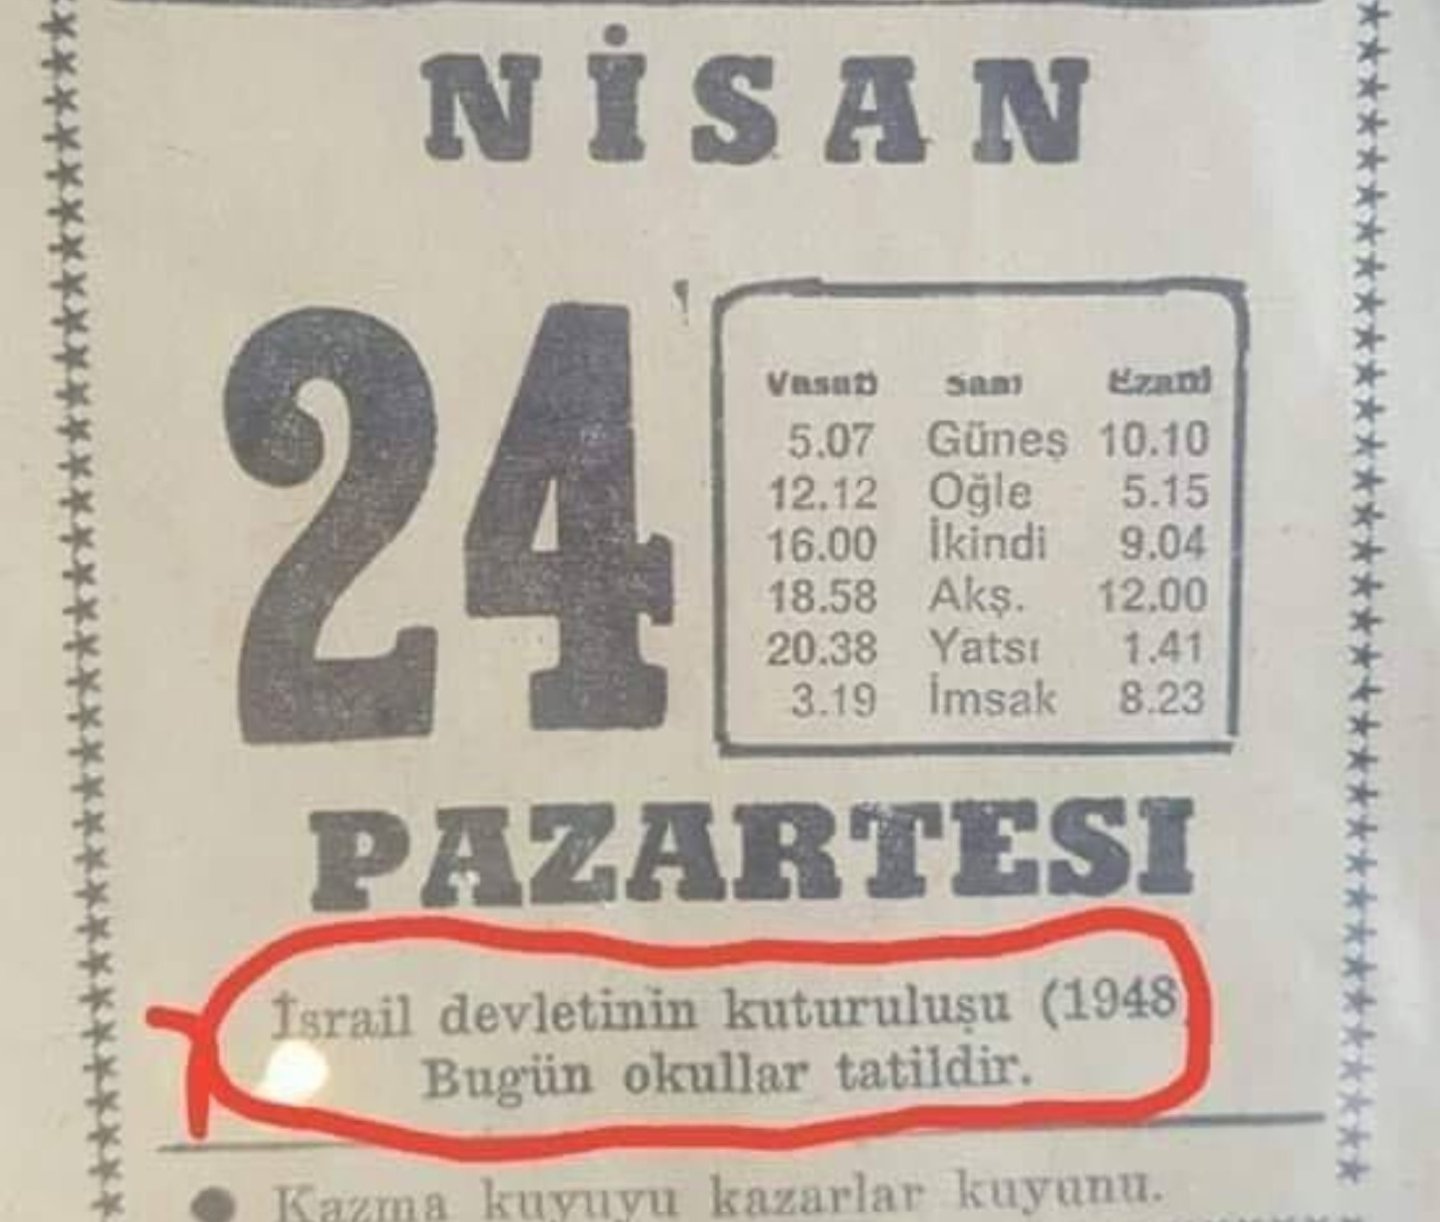 NİSAN
24
Vasati Saat Ezani
5.07 Güneş 10.10
12.12 Oğle 5.15
16.00 İkindi 9.04
18.58 Akş. 12.00
20.38 Yatsı 1.41
3.19 İmsak 8.23
PAZARTESI
İsrail devletinin kuturuluşu (1948
Bugün okullar tatildir.
● Kazma kuyuyu kazarlar kuyunu.